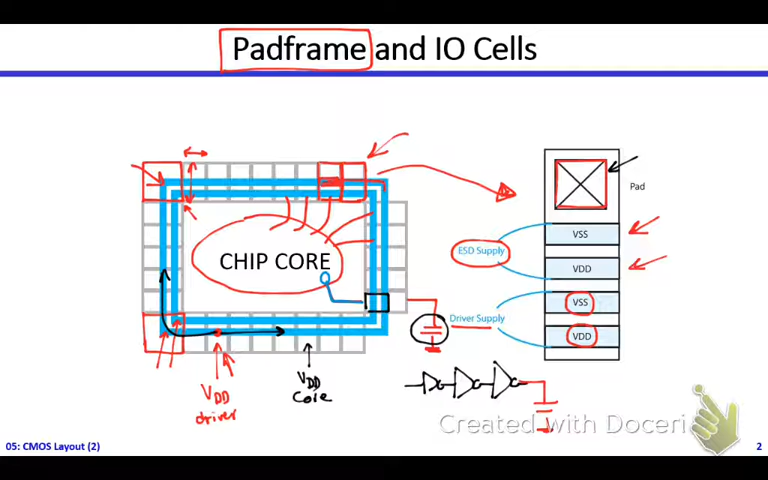 Padframe and IO Cells
CHIP CORE
Pad
VSS
ESD Supply
VDD
VSS
Driver Supply
VDD
VDD
driver
VDD
Core
Created with Doceri
05: CMOS Layout (2)
2